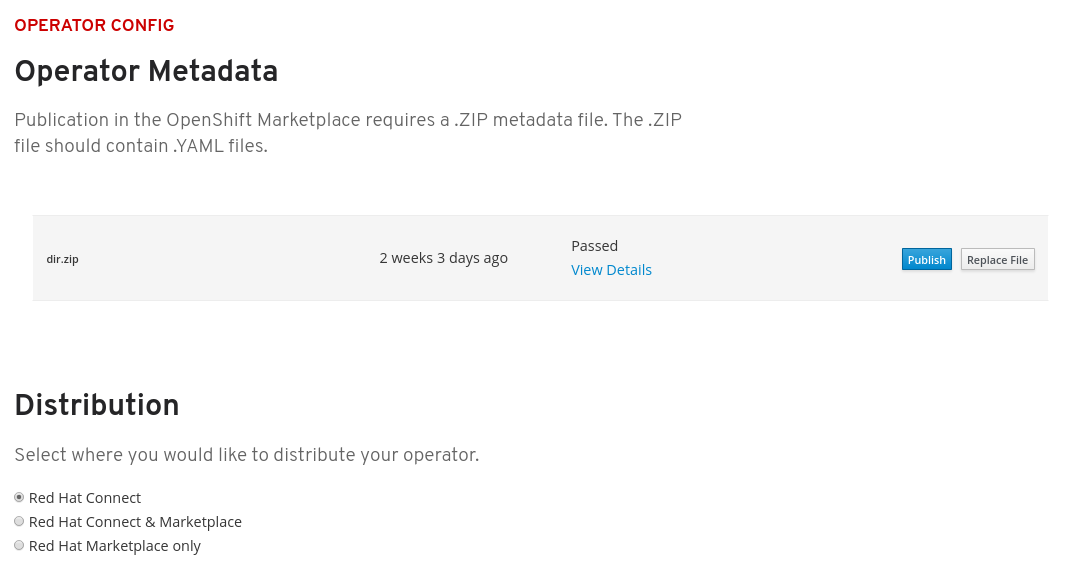 OPERATOR CONFIG
Operator Metadata
Publication in the OpenShift Marketplace requires a .ZIP metadata file. The .ZIP
file should contain .YAML files.
dir.zip
2 weeks 3 days ago
Passed
View Details
Publish
Replace File
Distribution
Select where you would like to distribute your operator.
Red Hat Connect
Red Hat Connect & Marketplace
Red Hat Marketplace only